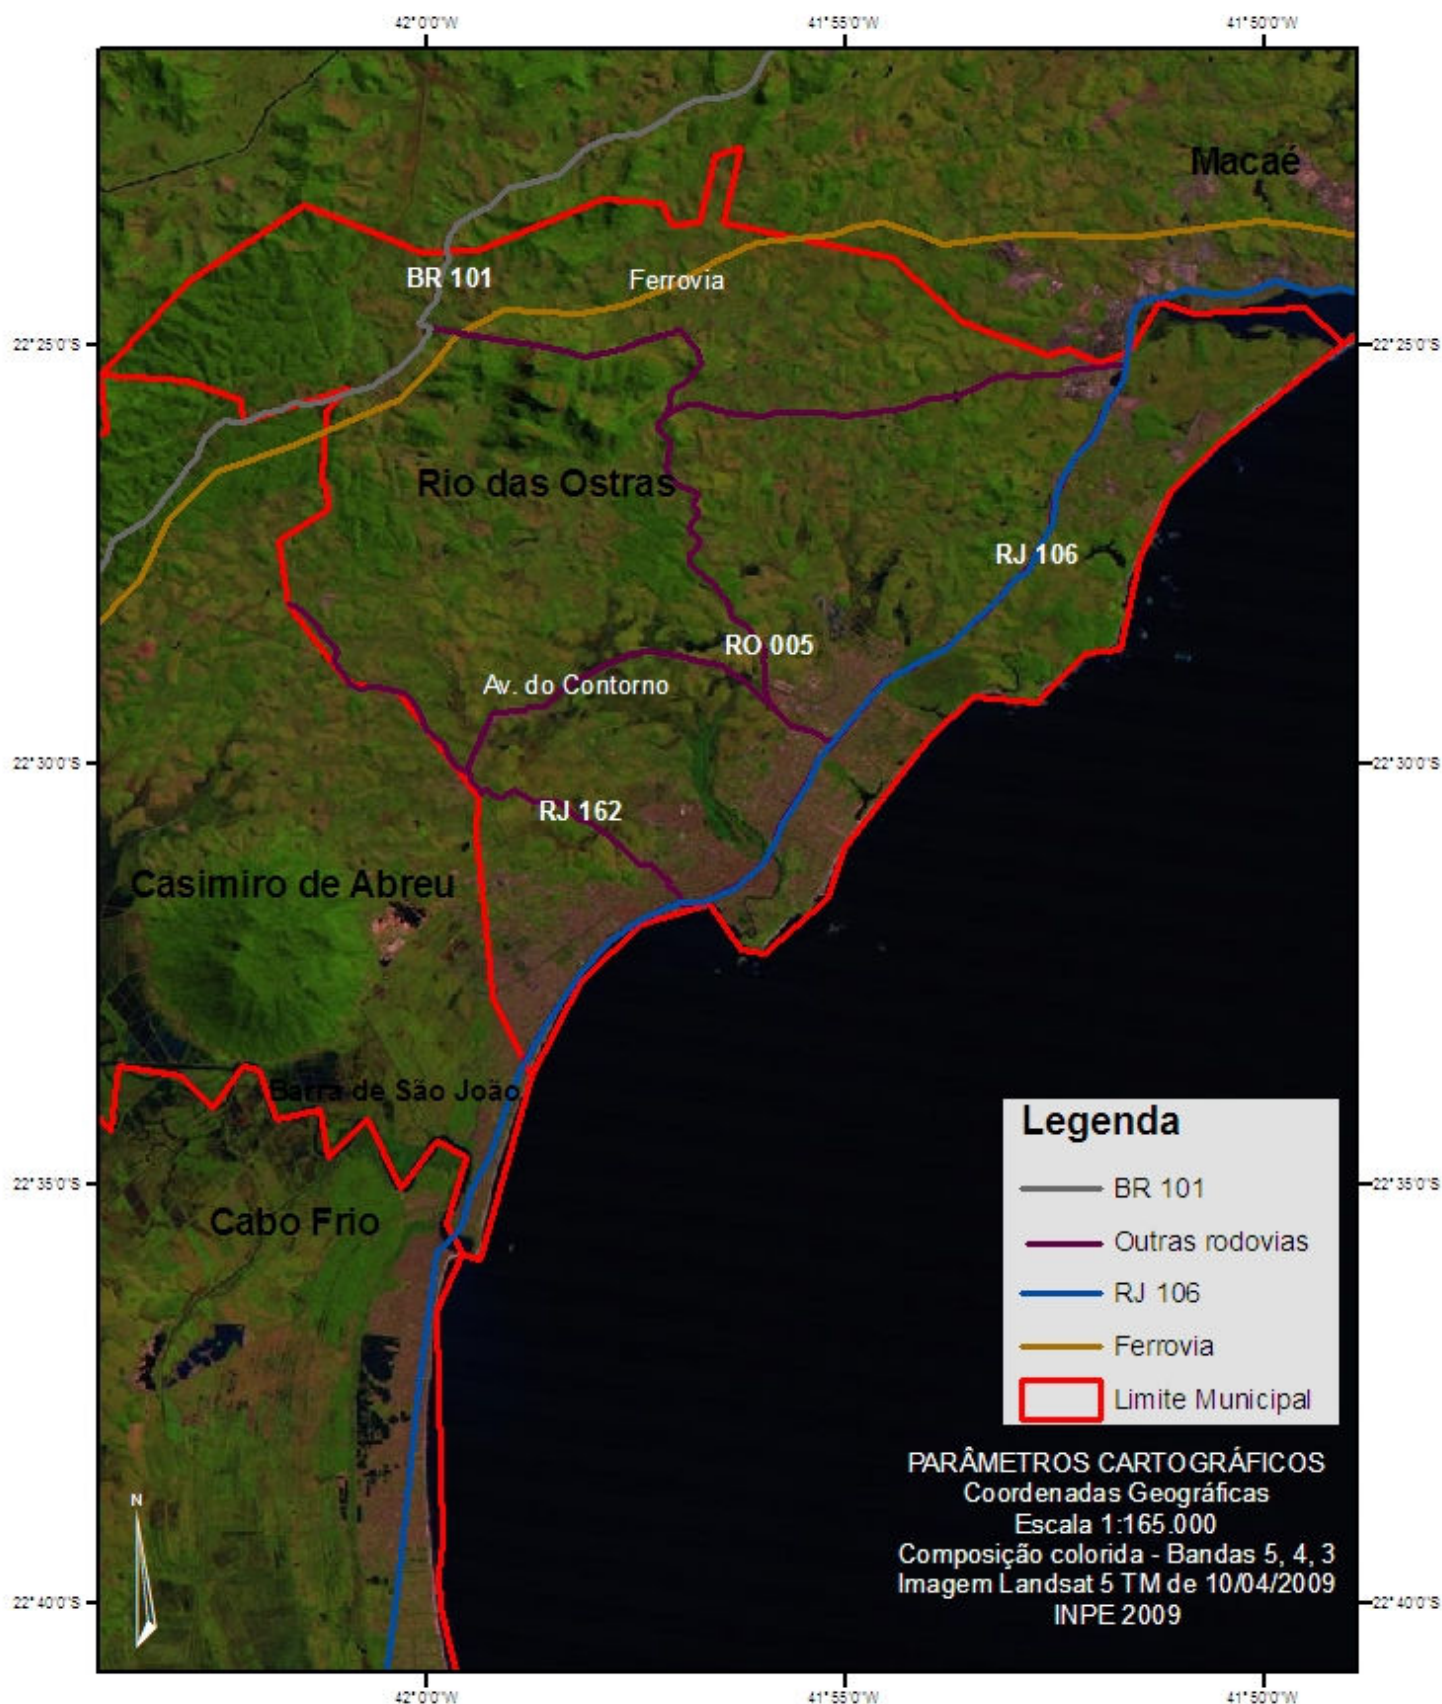 42°0'0"W
41°55'0"W
41°50'0"W
Macaé
BR 101
Ferrovia
22°25'0"S
22°25'0"S
Rio das Ostras
RJ 106
RO 005
Av. do Contorno
22°30'0"S
22°30'0"S
RJ 162
Casimiro de Abreu
Barra de São João
Legenda
BR 101
22°35'0"S
22°35'0"S
Cabo Frio
Outras rodovias
RJ 106
Ferrovia
Limite Municipal
PARÂMETROS CARTOGRÁFICOS
Coordenadas Geográficas
Escala 1:165.000
Composição colorida - Bandas 5, 4, 3
Imagem Landsat 5 TM de 10/04/2009
INPE 2009
N
22°40'0"S
22°40'0"S
42°0'0"W
41°55'0"W
41°50'0"W